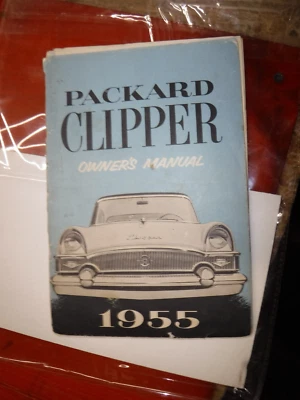 PACKARD
CLIPPER
OWNER'S MANUAL
1955